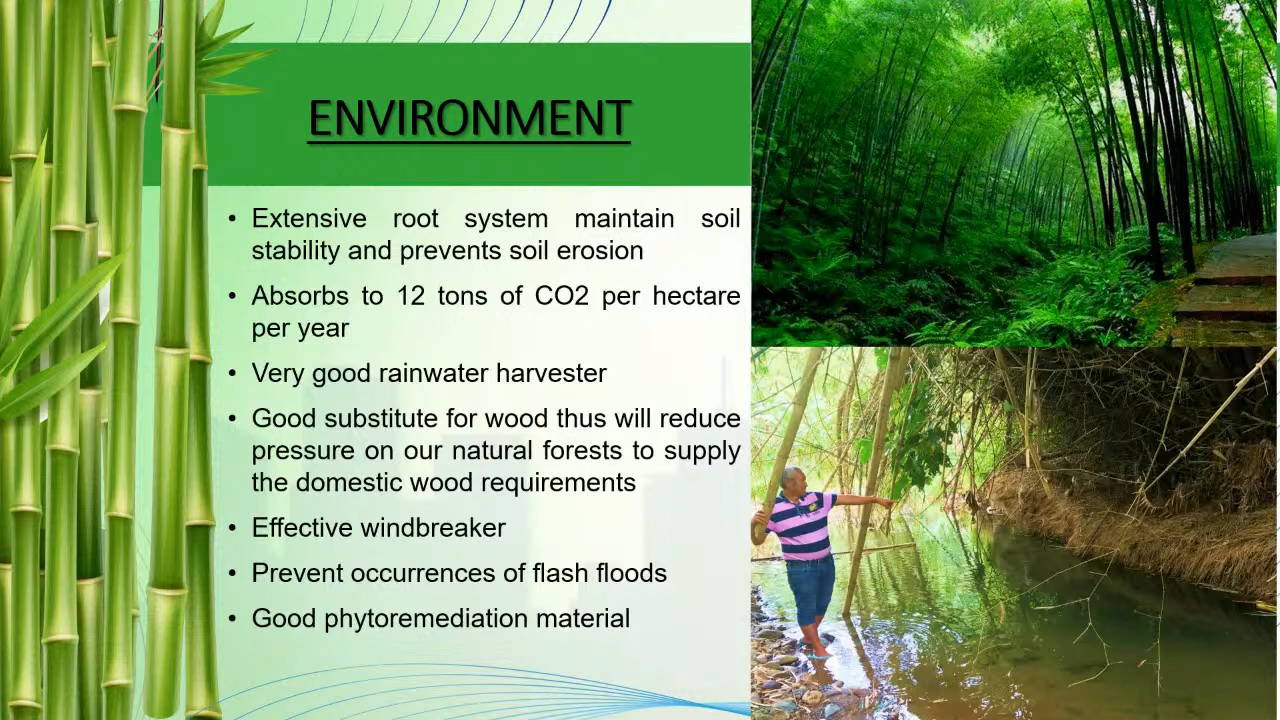 ENVIRONMENT
• Extensive root system maintain soil
stability and prevents soil erosion
• Absorbs to 12 tons of CO2 per hectare
per year
• Very good rainwater harvester
• Good substitute for wood thus will reduce
pressure on our natural forests to supply
the domestic wood requirements
• Effective windbreaker
• Prevent occurrences of flash floods
• Good phytoremediation material